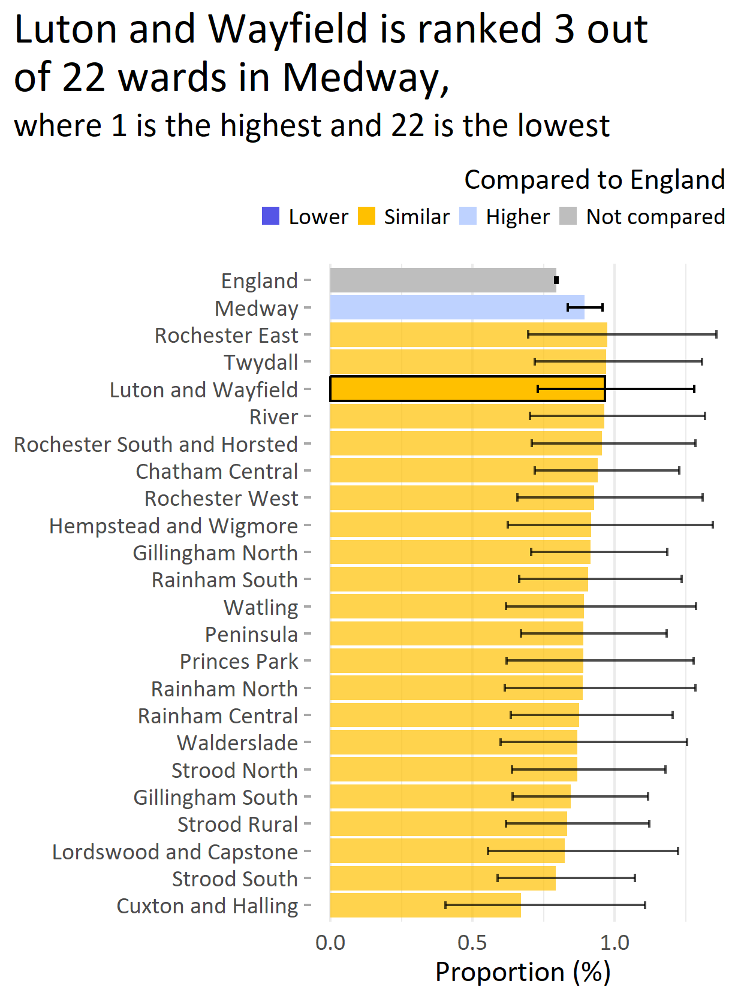 Luton and Wayfield is ranked 3 out
of 22 wards in Medway,
where 1 is the highest and 22 is the lowest
Compared to England
Lower Similar Higher Not compared
England
Medway
Rochester East
Twydall
Luton and Wayfield
River
Rochester South and Horsted
Chatham Central
Rochester West
Hempstead and Wigmore
Gillingham North
Rainham South
Watling
Peninsula
Princes Park
Rainham North
Rainham Central
Walderslade
Strood North
Gillingham South
Strood Rural
Lordswood and Capstone
Strood South
Cuxton and Halling
0.0 0.5 1.0
Proportion (%)